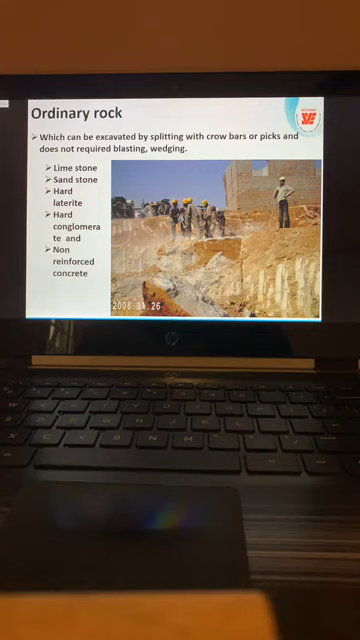 Ordinary rock
Which can be excavated by splitting with crow bars or picks and
does not required blasting, wedging.
Lime stone
Sand stone
Hard
laterite
Hard
conglomera
te and
Non
reinforced
concrete
2008.11.26
hp